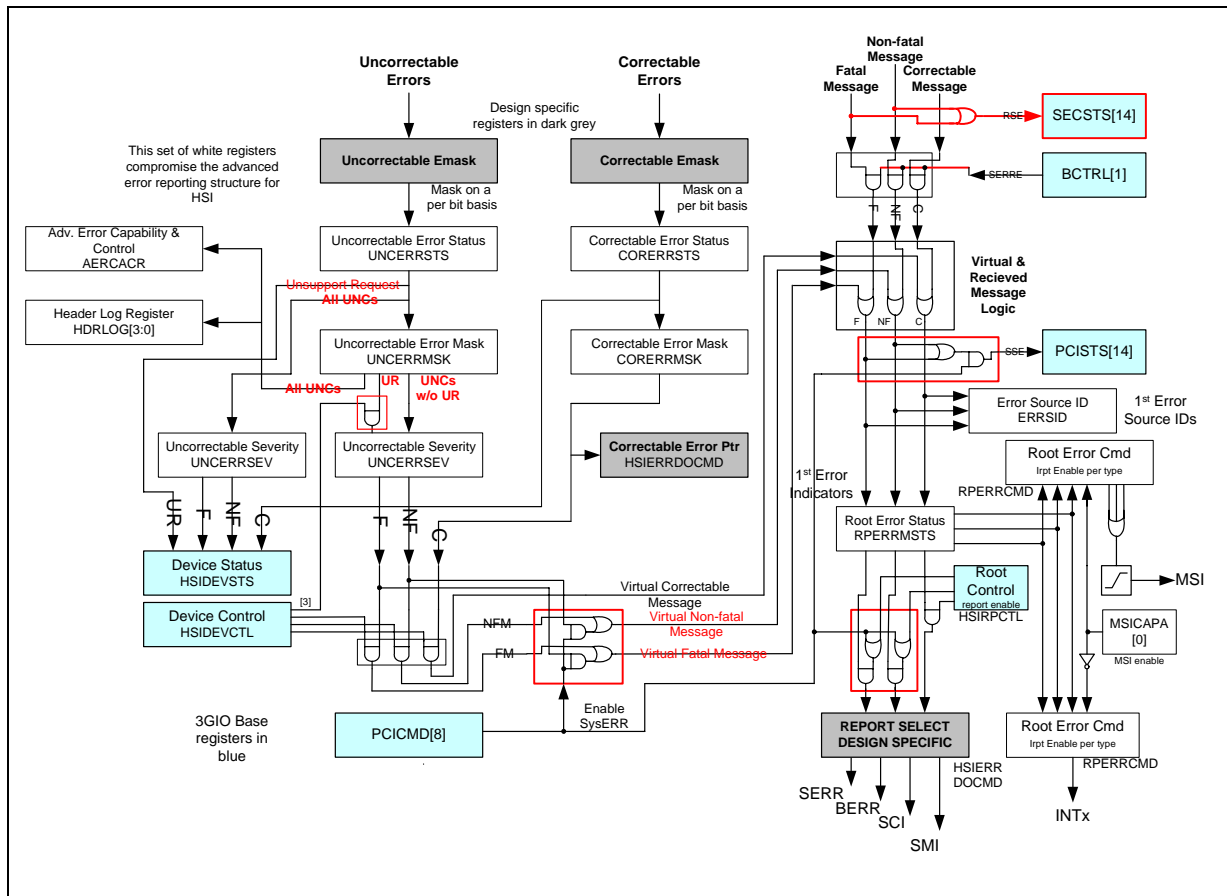 Uncorrectable
Errors
Correctable
Errors
Non-fatal
Message
Fatal
Message
Correctable
Message
Design specific
registers in dark grey
RSE
SECSTS[14]
This set of white registers
compromise the advanced
error reporting structure for
HSI
Uncorrectable Emask
Correctable Emask
SERRE
BCTRL[1]
Mask on a
per bit basis
Mask on a
per bit basis
F
NF
C
Adv. Error Capability &
Control
AERCACR
Uncorrectable Error Status
UNCERRSTS
Correctable Error Status
CORERRSTS
Virtual &
Recieved
Message
Logic
Unsupport Request
All UNCs
Header Log Register
HDRLOG[3:0]
F
NF
C
Uncorrectable Error Mask
UNCERRMSK
Correctable Error Mask
CORERRMSK
SSE
PCISTS[14]
All UNCs
UR
UNCs
w/o UR
Error Source ID
ERRSID
1st Error
Source IDs
Uncorrectable Severity
UNCERRSEV
Uncorrectable Severity
UNCERRSEV
Correctable Error Ptr
HSIERRDOCMD
Root Error Cmd
Irpt Enable per type
1st Error
Indicators
RPERRCMD
UR
F
NF
C
F
NF
C
Root Error Status
RPERRMSTS
Device Status
HSIDEVSTS
MSI
Root
Control
report enable
HSIRPCTL
Virtual Correctable
Message
Device Control
HSIDEVCTL
[3]
NFM
Virtual Non-fatal
Message
MSICAPA
[0]
MSI enable
FM
Virtual Fatal Message
3GIO Base
registers in
blue
PCICMD[8]
Enable
SysERR
REPORT SELECT
DESIGN SPECIFIC
Root Error Cmd
Irpt Enable per type
RPERRCMD
HSIERR
DOCMD
SERR
BERR
SCI
SMI
INTx